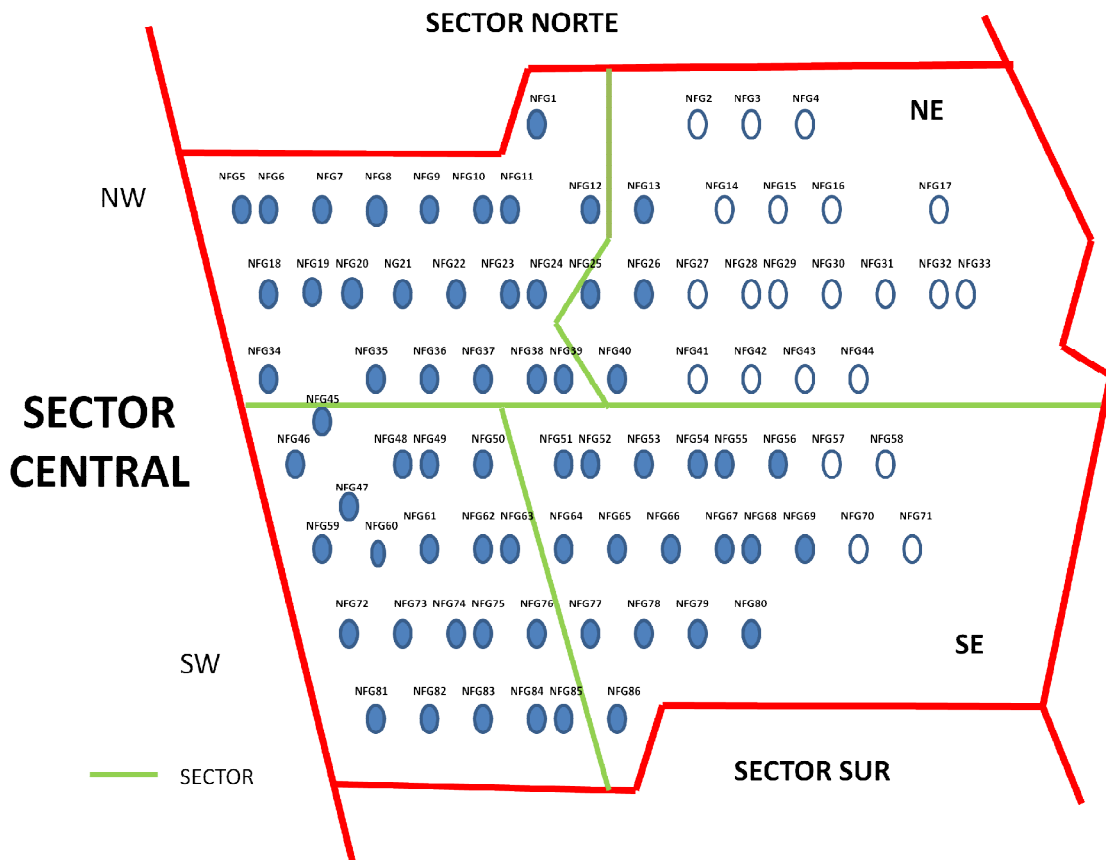 SECTOR NORTE
NFG1
NFG2
NFG3
NFG4
NE
NW
NFG5
NFG6
NFG7
NFG8
NFG9
NFG10
NFG11
NFG12
NFG13
NFG14
NFG15
NFG16
NFG17
NFG18
NFG19
NFG20
NG21
NFG22
NFG23
NFG24
NFG25
NFG26
NFG27
NFG28
NFG29
NFG30
NFG31
NFG32
NFG33
NFG34
NFG35
NFG36
NFG37
NFG38
NFG39
NFG40
NFG41
NFG42
NFG43
NFG44
SECTOR
CENTRAL
NFG45
NFG46
NFG48
NFG49
NFG50
NFG51
NFG52
NFG53
NFG54
NFG55
NFG56
NFG57
NFG58
NFG47
NFG59
NFG60
NFG61
NFG62
NFG63
NFG64
NFG65
NFG66
NFG67
NFG68
NFG69
NFG70
NFG71
NFG72
NFG73
NFG74
NFG75
NFG76
NFG77
NFG78
NFG79
NFG80
SE
SW
NFG81
NFG82
NFG83
NFG84
NFG85
NFG86
SECTOR
SECTOR SUR